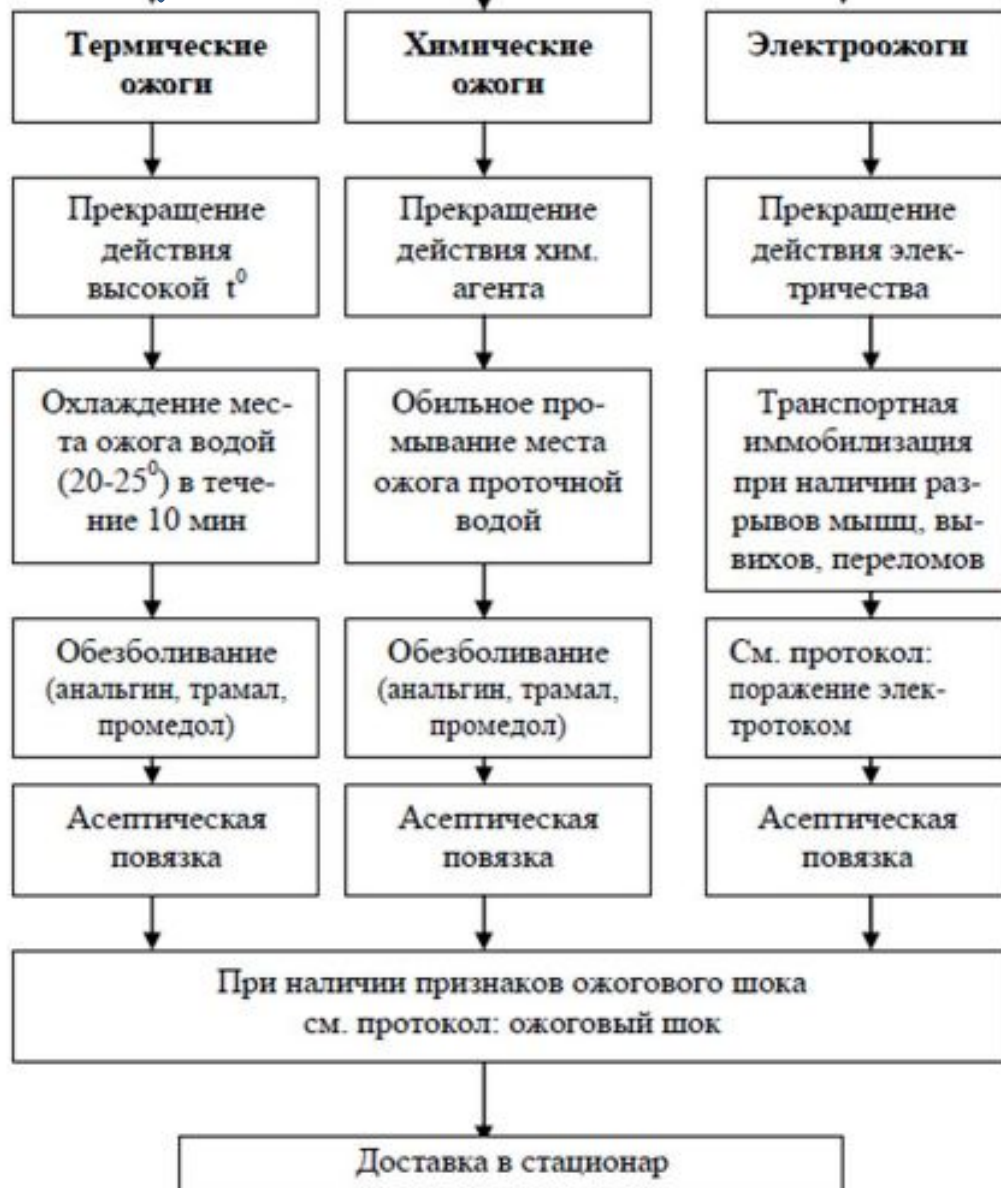 Термические
ожоги
Химические
ожоги
Электроожоги
Прекращение
действия
высокой t⁰
Прекращение
действия хим.
агента
Прекращение
действия элек-
тричества
Охлаждение мес-
та ожога водой
(20-25⁰) в тече-
ние 10 мин
Обильное про-
мывание места
ожога проточной
водой
Транспортная
иммобилизация
при наличии раз-
рывов мышц, вы-
вихов, переломов
Обезболивание
(анальгин, трамал,
промедол)
Обезболивание
(анальгин, трамал,
промедол)
См. протокол:
поражение элек-
тротоком
Асептическая
повязка
Асептическая
повязка
Асептическая
повязка
При наличии признаков ожогового шока
см. протокол: ожоговый шок
Доставка в стационар